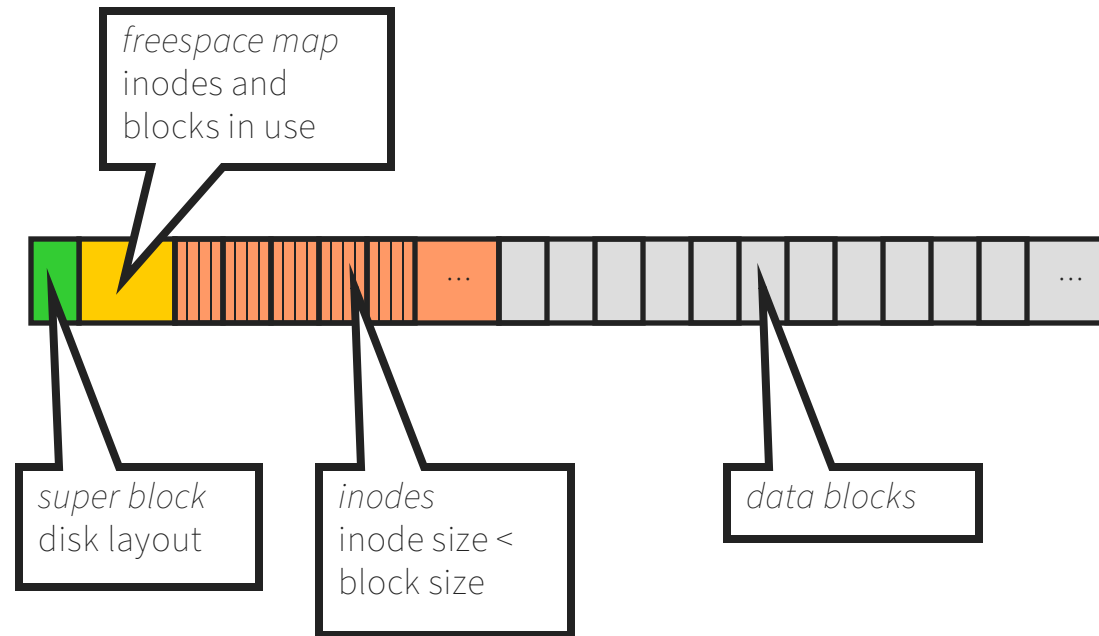 freespace map
inodes and
blocks in use
...
...
super block
disk layout
inodes
inode size <
block size
data blocks